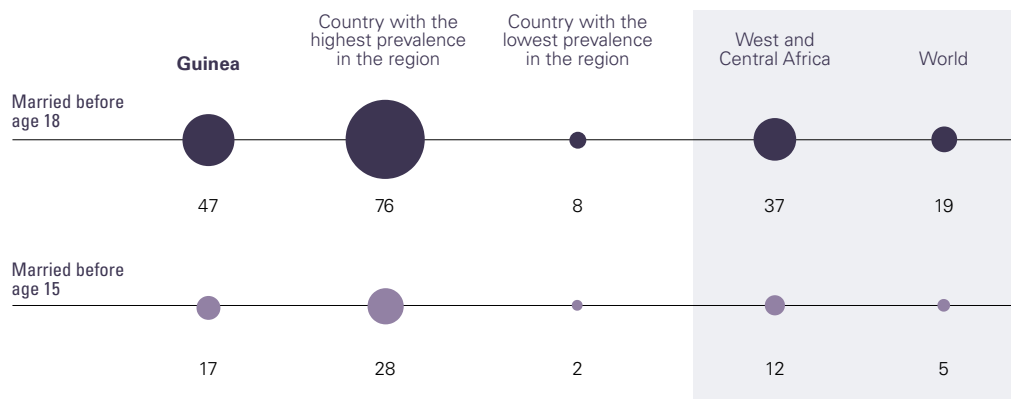 Guinea
Country with the
highest prevalence
in the region
Country with the
lowest prevalence
in the region
West and
Central Africa
World
Married before
age 18
47
76
8
37
19
Married before
age 15
17
28
2
12
5